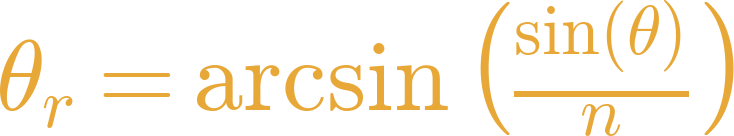 θ_r = arcsin (sin(θ)/n)